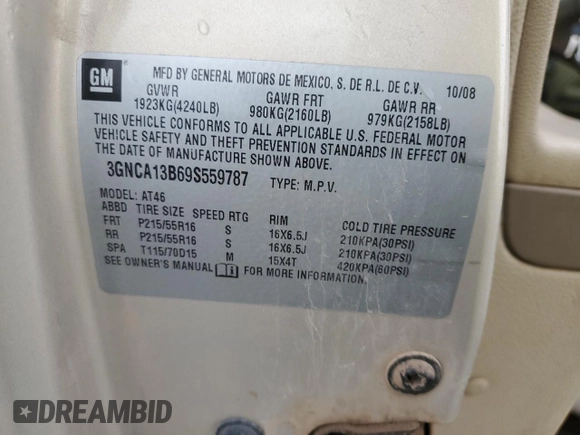 GM
MFD BY GENERAL MOTORS DE MEXICO, S. DE R.L. DE C.V. 10/08
GVWR GAWR FRT GAWR RR
1923KG(4240LB) 980KG(2160LB) 979KG(2158LB)
THIS VEHICLE CONFORMS TO ALL APPLICABLE U.S. FEDERAL MOTOR
VEHICLE SAFETY AND THEFT PREVENTION STANDARDS IN EFFECT ON
THE DATE OF MANUFACTURE SHOWN ABOVE.
3GNCA13B69S559787 TYPE: M.P.V.
MODEL: AT46
ABBD TIRE SIZE SPEED RTG RIM COLD TIRE PRESSURE
FRT P215/55R16 S 16X6.5J 210KPA(30PSI)
RR P215/55R16 S 16X6.5J 210KPA(30PSI)
SPA T115/70D15 M 15X4T 420KPA(60PSI)
SEE OWNER'S MANUAL FOR MORE INFORMATION.
DREAMBID